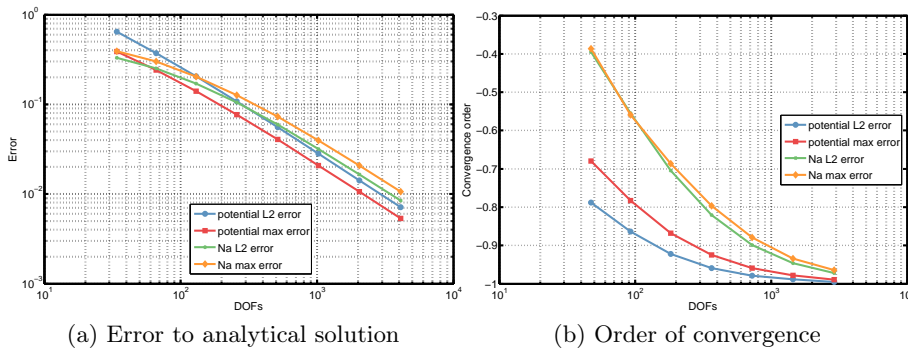 10^0
10^-1
10^-2
10^-3
Error
10^1
10^2
10^3
10^4
DOFs
potential L2 error
potential max error
Na L2 error
Na max error
(a) Error to analytical solution
-0.3
-0.4
-0.5
-0.6
-0.7
-0.8
-0.9
-1
Convergence order
10^1
10^2
10^3
10^4
DOFs
potential L2 error
potential max error
Na L2 error
Na max error
(b) Order of convergence